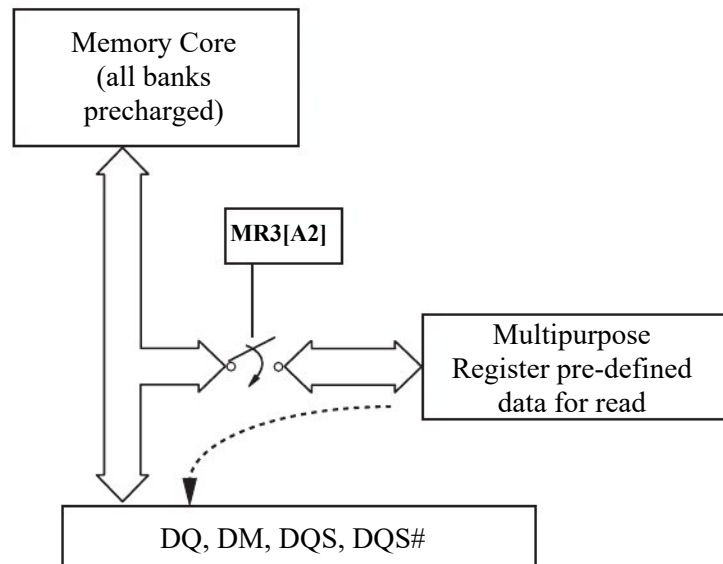 Memory Core
(all banks
precharged)
MR3[A2]
Multipurpose
Register pre-defined
data for read
DQ, DM, DQS, DQS#